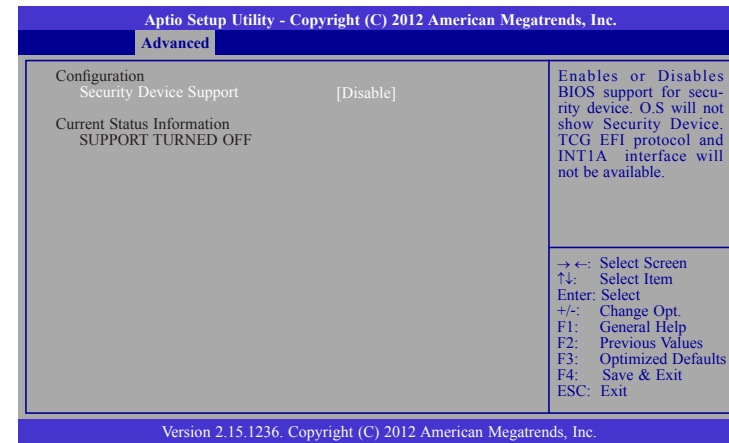 Aptio Setup Utility - Copyright (C) 2012 American Megatrends, Inc.
Advanced
Configuration
Security Device Support [Disable]
Current Status Information
SUPPORT TURNED OFF
Enables or Disables
BIOS support for secu-
rity device. O.S will not
show Security Device.
TCG EFI protocol and
INT1A interface will
not be available.
→←: Select Screen
↑↓: Select Item
Enter: Select
+/-: Change Opt.
F1: General Help
F2: Previous Values
F3: Optimized Defaults
F4: Save & Exit
ESC: Exit
Version 2.15.1236. Copyright (C) 2012 American Megatrends, Inc.